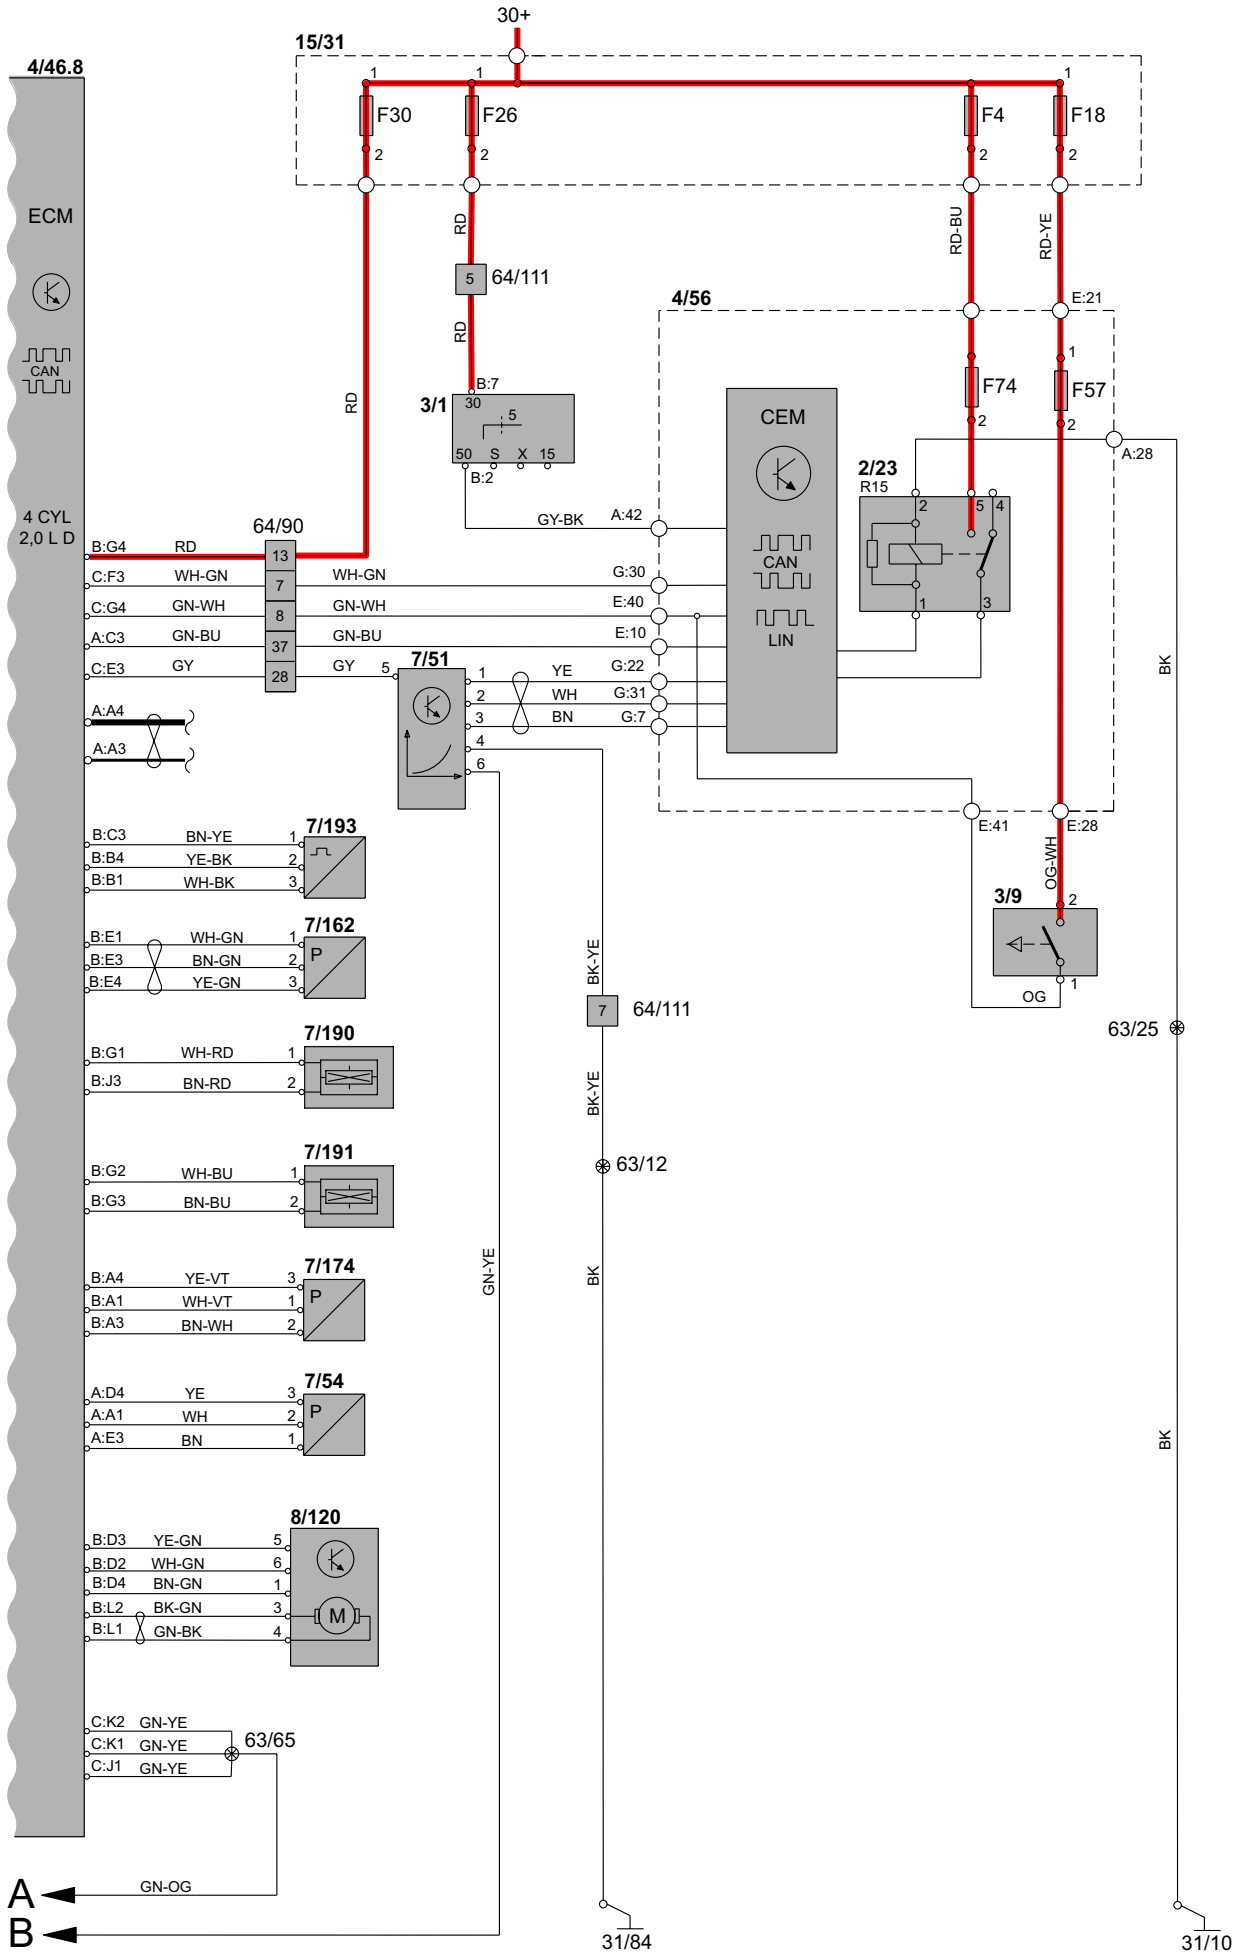 30+
15/31
4/46.8
1 1 1
F30 F26 F4 F18
2 2 2 2
ECM
RD RD-BU RD-YE
5 64/111
4/56 E:21
RD
CAN
1
B:7
F74 F57
3/1 30
RD
5
CEM
2 2
50 S X 15
A:28
B:2
2/23
R15
GY-BK A:42
2 5 4
4 CYL
2,0 L D
64/90
B:G4 RD 13
CAN
C:F3 WH-GN 7 WH-GN G:30
C:G4 GN-WH 8 GN-WH E:40
1 3
A:C3 GN-BU 37 GN-BU E:10
LIN
7/51
C:E3 GY 28 GY 5
1 YE G:22
2 WH G:31
3 BN G:7
4
6
BK
A:A4
A:A3
E:41 E:28
7/193
B:C3 BN-YE 1
B:B4 YE-BK 2
B:B1 WH-BK 3
OG-WH
3/9 2
7/162
B:E1 WH-GN 1
P
B:E3 BN-GN 2
B:E4 YE-GN 3
BK-YE
1
OG
7 64/111
63/25
7/190
B:G1 WH-RD 1
B:J3 BN-RD 2
BK-YE
7/191
63/12
B:G2 WH-BU 1
B:G3 BN-BU 2
7/174
GN-YE
BK
B:A4 YE-VT 3
P
B:A1 WH-VT 1
B:A3 BN-WH 2
7/54
A:D4 YE 3
P
A:A1 WH 2
A:E3 BN 1
BK
8/120
B:D3 YE-GN 5
B:D2 WH-GN 6
B:D4 BN-GN 1
B:L2 BK-GN 3
M
B:L1 GN-BK 4
C:K2 GN-YE
63/65
C:K1 GN-YE
C:J1 GN-YE
A GN-OG
B
31/84
31/10